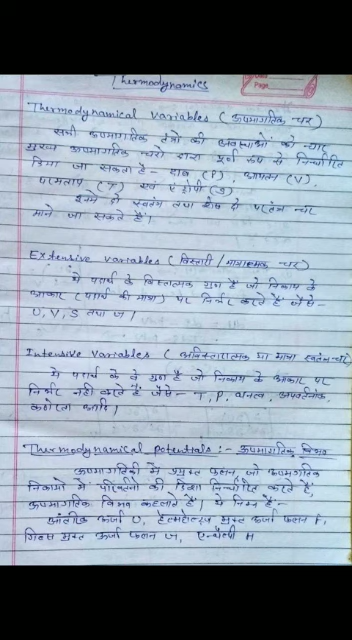 Thermodynamics
Page
Thermodynamical Variables ( ऊष्मागतिक चर)
सभी ऊष्मागतिक तंत्रो की अवस्थाओं को चार
मुख्य ऊष्मागतिक चरो द्वारा पूर्ण रूप से निर्धारित
किया जा सकता है - दाब (P), आयतन (V),
परमताप (T) एवं एंट्रोपी (S)
इनमे से स्वतंत्र तथा शेष दो परतंत्र चर
माने जा सकते हैं।
Extensive Variables ( विस्तारी / मात्रात्मक चर)
ये पदार्थ के विस्तात्मक गुण हैं जो निकाय के
आकार (पदार्थ की मात्रा) पर निर्भर करते हैं जैसे-
U, V, S तथा
Intensive Variables ( अविस्तारात्मक या मात्रा स्वतंत्र चर)
ये पदार्थ के वे गुण हैं जो निकाय के आकार पर
निर्भर नही करते हैं जैसे - T, P, घनत्व, अपवर्तनांक,
आदि।
Thermodynamical potentials :- ऊष्मागतिक विभव
ऊष्मागतिकी में प्रयुक्त फलन, जो ऊष्मागतिक
निकायों में परिवर्तनो की दिशा निर्धारित करते हैं,
ऊष्मागतिक विभव कहलाते हैं। ये निम्न हैं:-
आंतरिक ऊर्जा U, हेल्महोल्त्ज मुक्त ऊर्जा फलन F,
गिब्स मुक्त ऊर्जा फलन G, एन्थैल्पी H